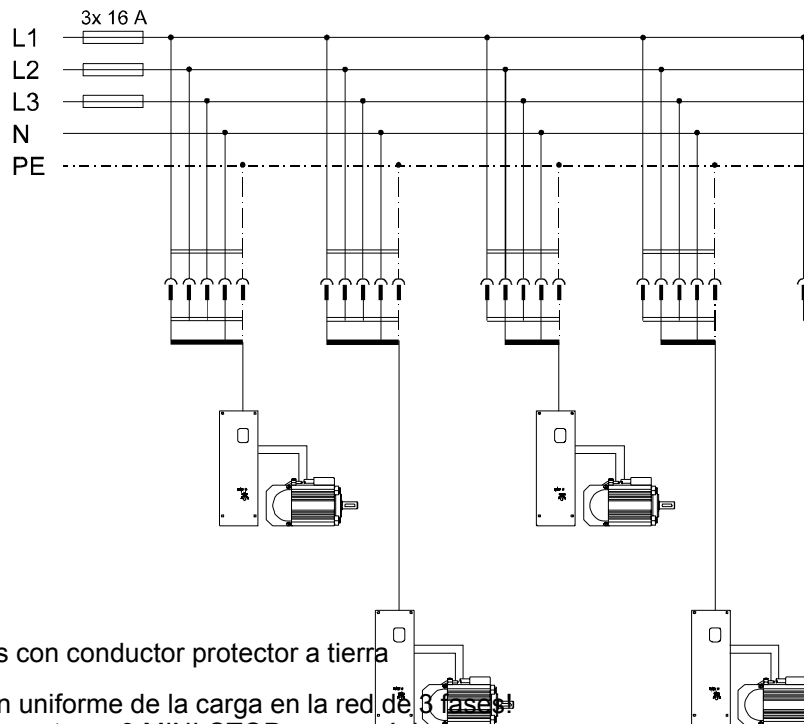 3x 16 A
L1
L2
L3
N
PE
s con conductor protector a tierra
n uniforme de la carga en la red de 3 fases!